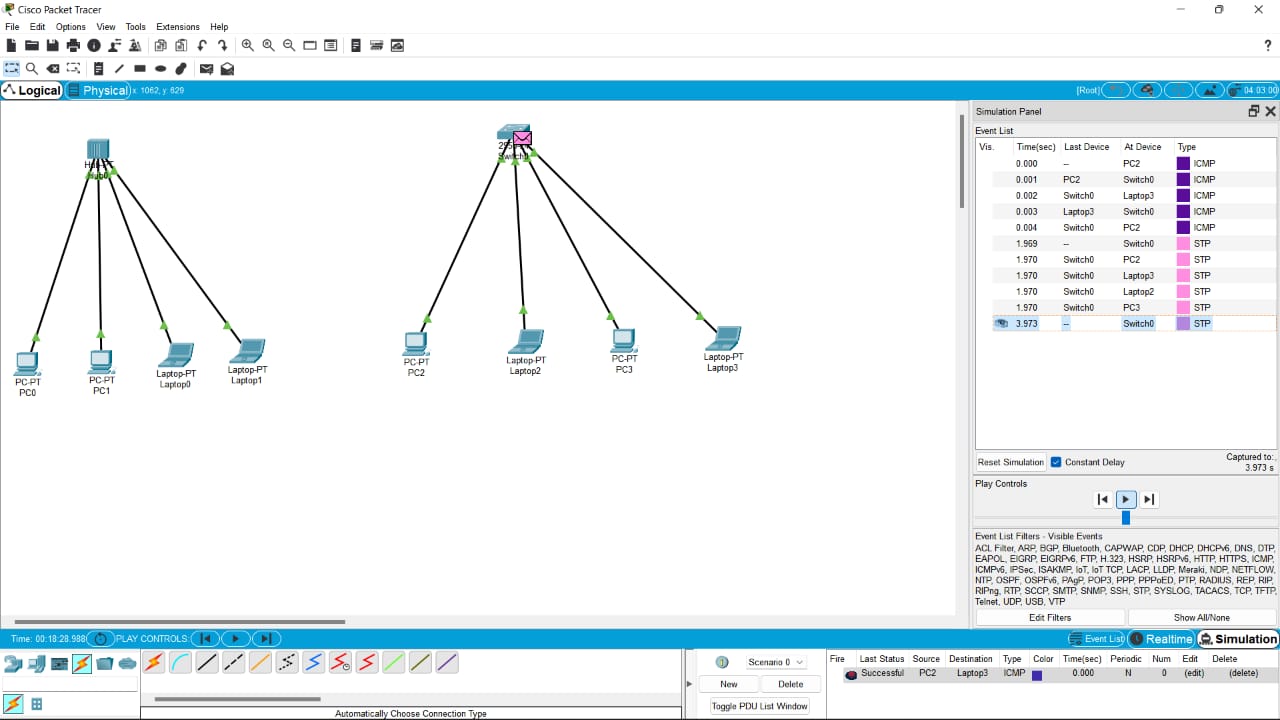 Cisco Packet Tracer
File Edit Options View Tools Extensions Help
?
Logical Physical x: 1062, y: 629
[Root] 04:03:00
Hub-PT
Hub0
PC-PT
PC0
PC-PT
PC1
Laptop-PT
Laptop0
Laptop-PT
Laptop1
Switch0
PC-PT
PC2
Laptop-PT
Laptop2
PC-PT
PC3
Laptop-PT
Laptop3
Simulation Panel
Event List
Vis. Time(sec) Last Device At Device Type
0.000 -- PC2 ICMP
0.001 PC2 Switch0 ICMP
0.002 Switch0 Laptop3 ICMP
0.003 Laptop3 Switch0 ICMP
0.004 Switch0 PC2 ICMP
1.969 -- Switch0 STP
1.970 Switch0 PC2 STP
1.970 Switch0 Laptop3 STP
1.970 Switch0 Laptop2 STP
1.970 Switch0 PC3 STP
3.973 -- Switch0 STP
Reset Simulation Constant Delay Captured to:
3.973 s
Play Controls
Event List Filters - Visible Events
ACL Filter, ARP, BGP, Bluetooth, CAPWAP, CDP, DHCP, DHCPv6, DNS, DTP,
EAPOL, EIGRP, EIGRPv6, FTP, H.323, HSRP, HSRPv6, HTTP, HTTPS, ICMP,
ICMPv6, IPSec, ISAKMP, IoT, IoT TCP, LACP, LLDP, Meraki, NDP, NETFLOW,
NTP, OSPF, OSPFv6, PAgP, POP3, PPP, PPPoED, PTP, RADIUS, REP, RIP,
RIPng, RTP, SCCP, SMTP, SNMP, SSH, STP, SYSLOG, TACACS, TCP, TFTP,
Telnet, UDP, USB, VTP
Edit Filters Show All/None
Time: 00:18:28.988 PLAY CONTROLS: Event List Realtime Simulation
Scenario 0
New Delete
Toggle PDU List Window
Fire Last Status Source Destination Type Color Time(sec) Periodic Num Edit Delete
Successful PC2 Laptop3 ICMP 0.000 N 0 (edit) (delete)
Automatically Choose Connection Type